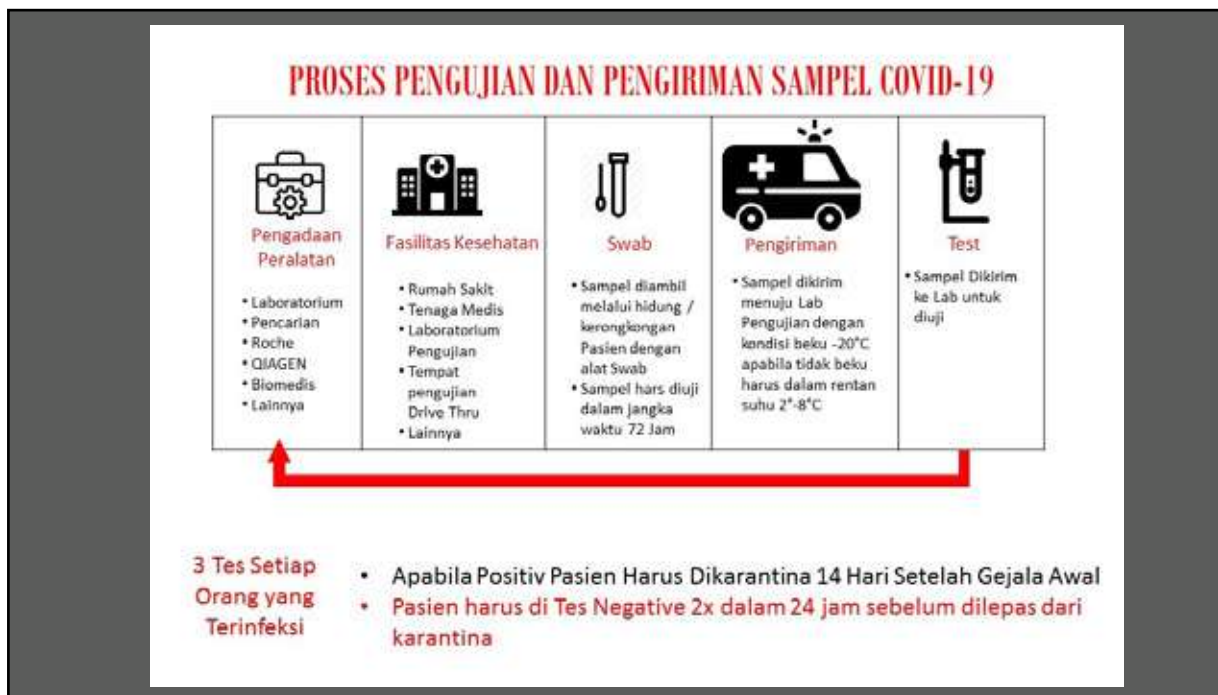 PROSES PENGUJIAN DAN PENGIRIMAN SAMPEL COVID-19
Pengadaan
Peralatan
• Laboratorium
• Pencarian
• Roche
• QIAGEN
• Biomedis
• Lainnya
Fasilitas Kesehatan
• Rumah Sakit
• Tenaga Medis
• Laboratorium
Pengujian
• Tempat
pengujian
Drive Thru
• Lainnya
Swab
• Sampel diambil
melalui hidung /
kerongkongan
Pasien dengan
alat Swab
• Sampel hars diuji
dalam jangka
waktu 72 Jam
Pengiriman
• Sampel dikirim
menuju Lab
Pengujian dengan
kondisi beku -20°C
apabila tidak beku
harus dalam rentan
suhu 2°-8°C
Test
• Sampel Dikirim
ke Lab untuk
diuji
3 Tes Setiap
Orang yang
Terinfeksi
• Apabila Positiv Pasien Harus Dikarantina 14 Hari Setelah Gejala Awal
• Pasien harus di Tes Negative 2x dalam 24 jam sebelum dilepas dari
karantina